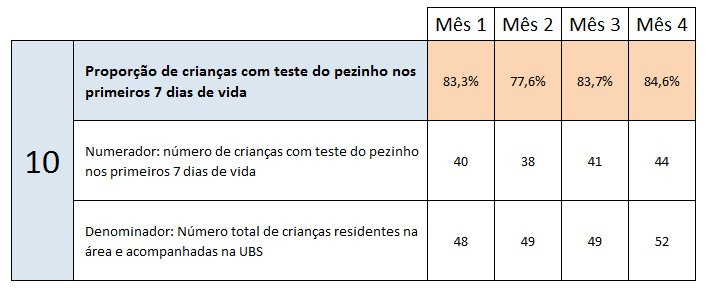 Mês 1 Mês 2 Mês 3 Mês 4
Proporção de crianças com teste do pezinho nos
primeiros 7 dias de vida
83,3% 77,6% 83,7% 84,6%
10
Numerador: número de crianças com teste do pezinho
nos primeiros 7 dias de vida
40 38 41 44
Denominador: Número total de crianças residentes na
área e acompanhadas na UBS
48 49 49 52